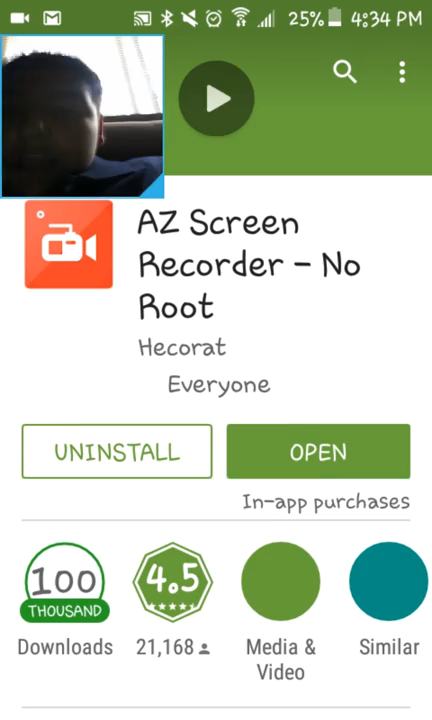 25% 4:34 PM
AZ Screen
Recorder - No
Root
Hecorat
Everyone
UNINSTALL
OPEN
In-app purchases
100
THOUSAND
Downloads
4.5
21,168
Media &
Video
Similar